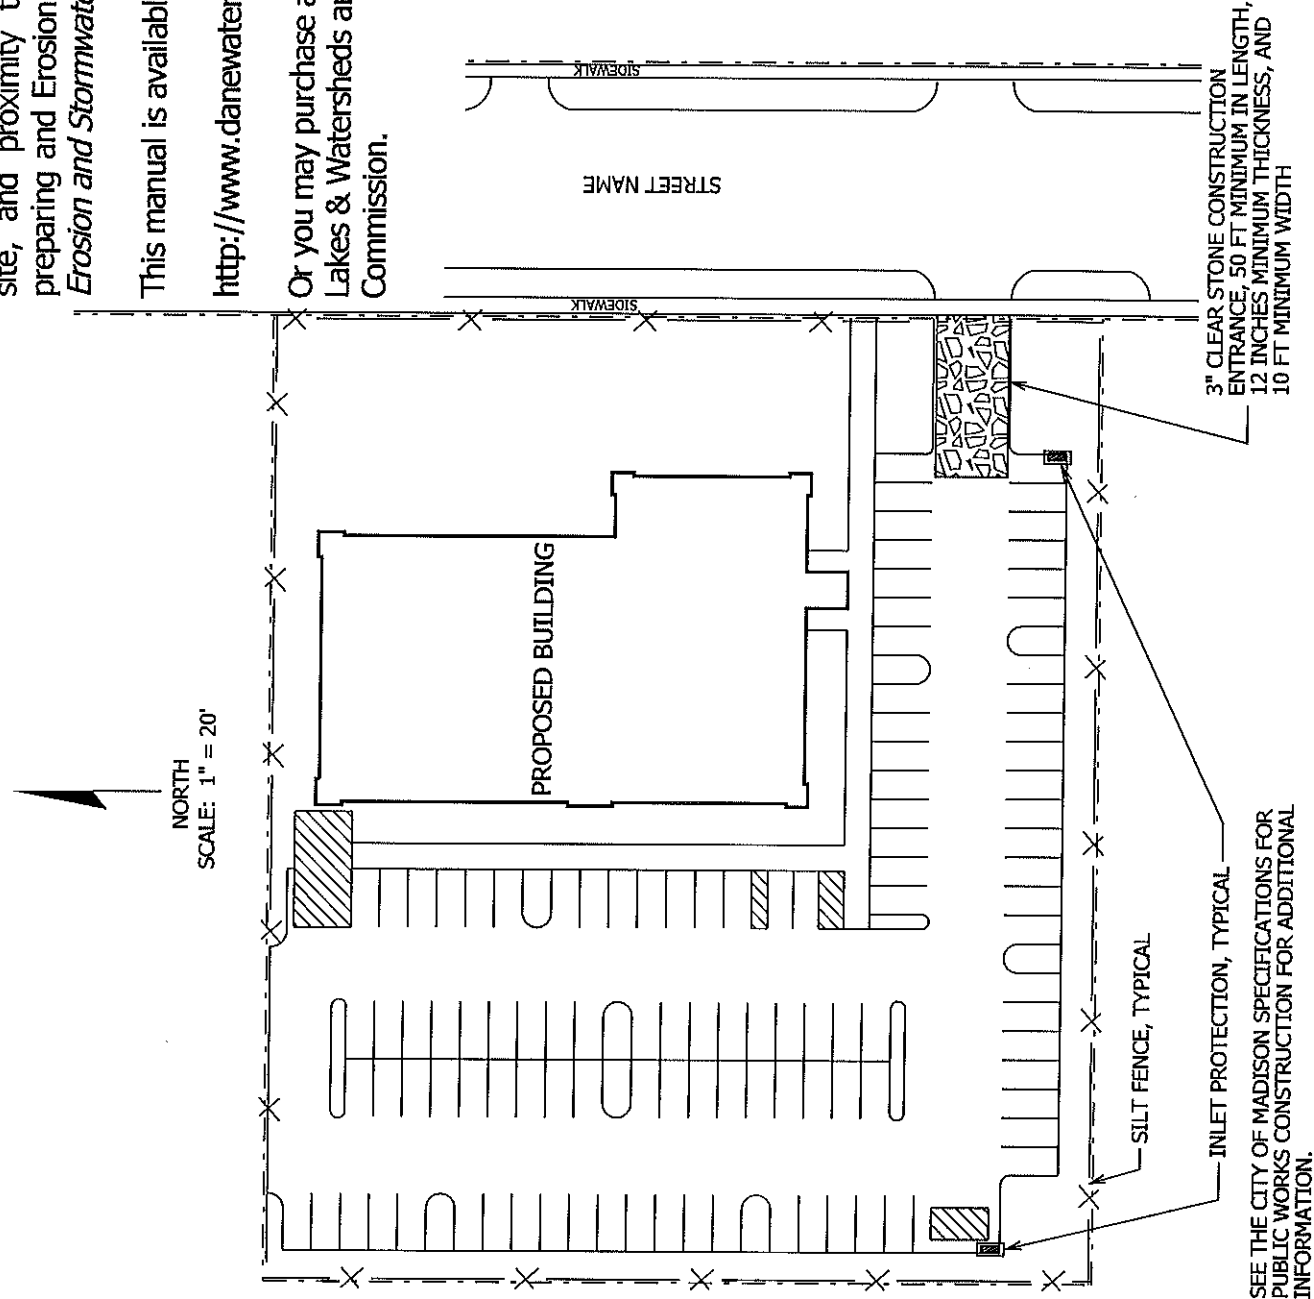 site, and proximity t
preparing and Erosion
Erosion and Stormwate
This manual is availabl
http://www.danewater
Or you may purchase a
Lakes & Watersheds a
Commission.
NORTH
SCALE: 1" = 20'
SIDEWALK
STREET NAME
SIDEWALK
PROPOSED BUILDING
3" CLEAR STONE CONSTRUCTION
ENTRANCE, 50 FT MINIMUM IN LENGTH,
12 INCHES MINIMUM THICKNESS, AND
10 FT MINIMUM WIDTH
SILT FENCE, TYPICAL
INLET PROTECTION, TYPICAL
SEE THE CITY OF MADISON SPECIFICATIONS FOR
PUBLIC WORKS CONSTRUCTION FOR ADDITIONAL
INFORMATION.